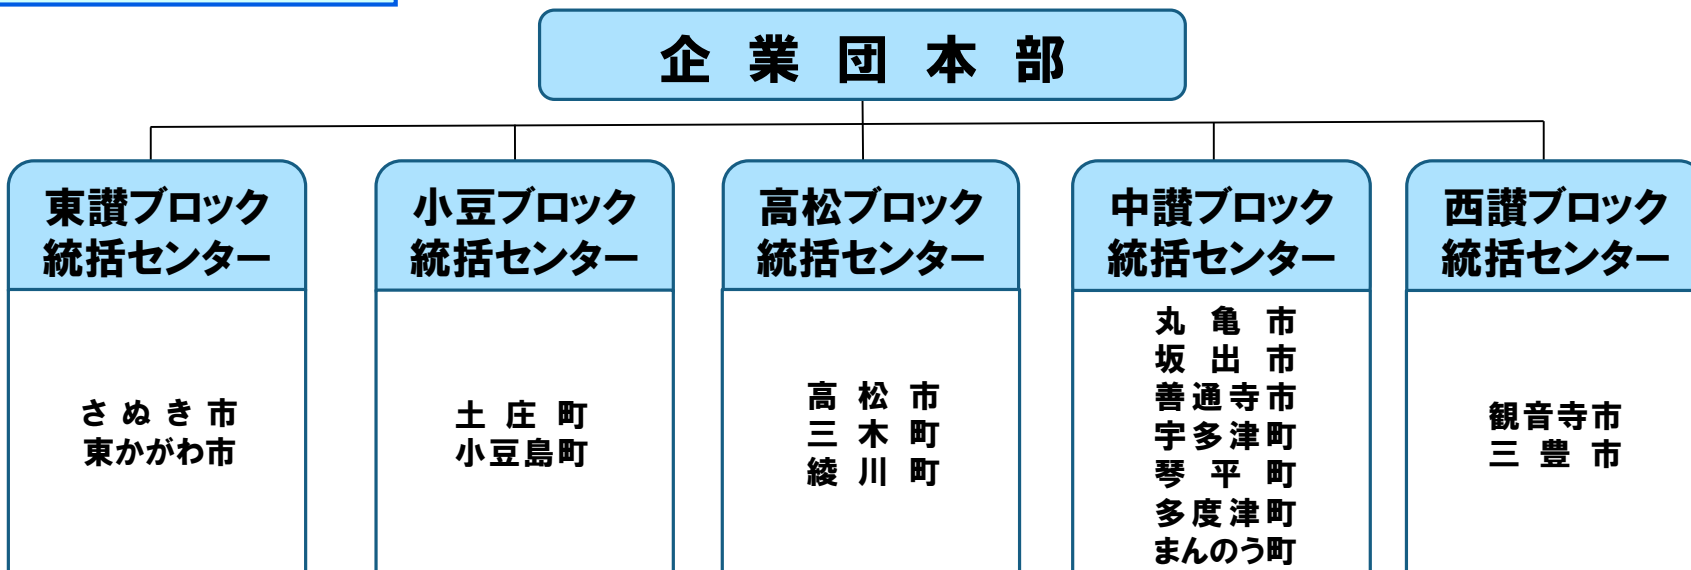 企業団本部
東讃ブロック
統括センター
さぬき市
東かがわ市
小豆ブロック
統括センター
土庄町
小豆島町
高松ブロック
統括センター
高松市
三木町
綾川町
中讃ブロック
統括センター
丸亀市
坂出市
善通寺市
宇多津町
琴平町
多度津町
まんのう町
西讃ブロック
統括センター
観音寺市
三豊市